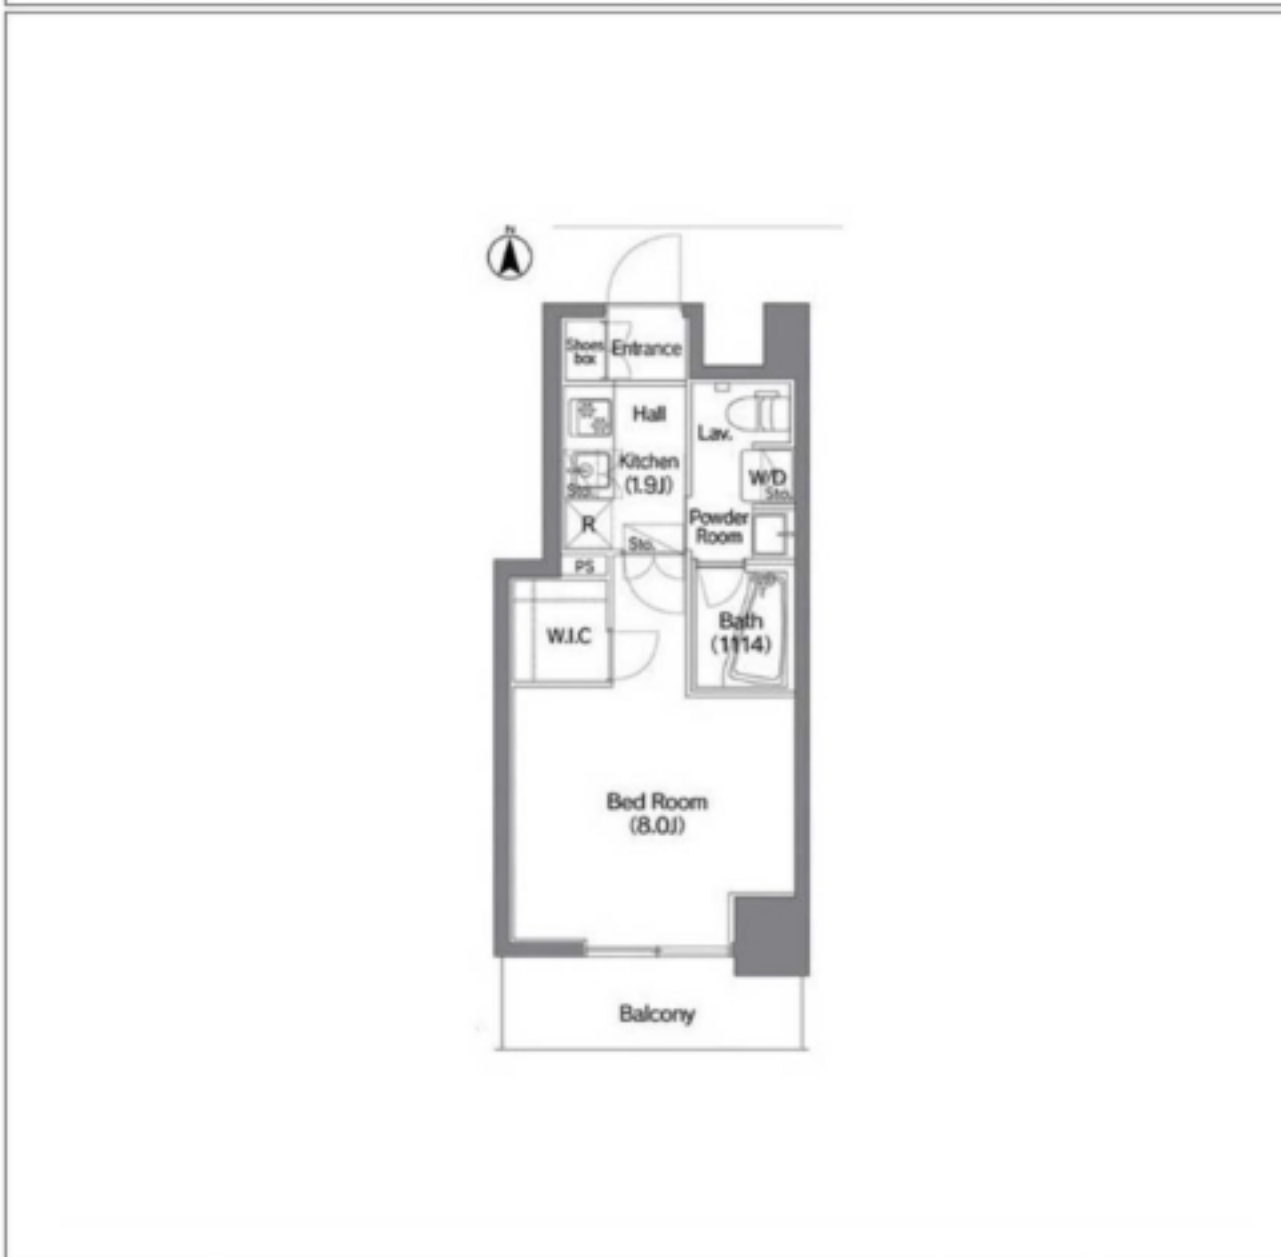 N
Shoes
box
Entrance
Hall
Lav.
Kitchen
(1.9J)
W/D
Sto.
Sto.
R
Powder
Room
Sto.
PS
W.I.C
Bath
(1114)
Bed Room
(8.0J)
Balcony